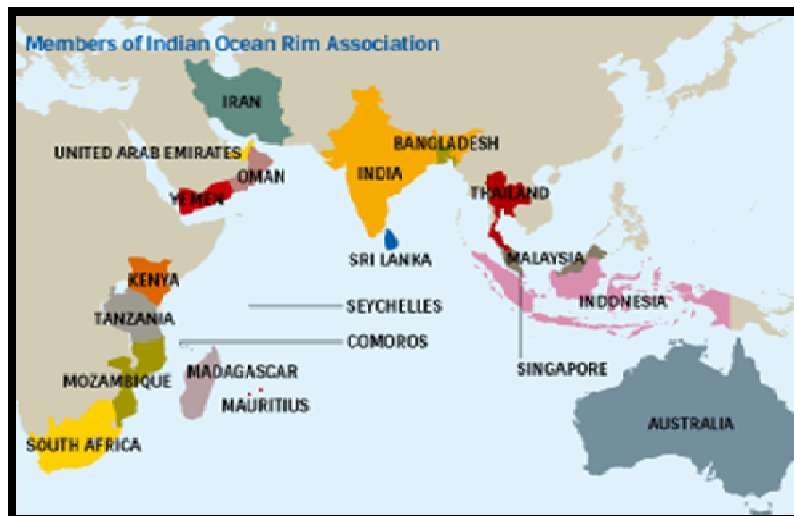 Members of Indian Ocean Rim Association
IRAN
UNITED ARAB EMIRATES
OMAN
YEMEN
INDIA
BANGLADESH
THAILAND
SRI LANKA
MALAYSIA
KENYA
SEYCHELLES
INDONESIA
TANZANIA
COMOROS
SINGAPORE
MOZAMBIQUE
MADAGASCAR
MAURITIUS
SOUTH AFRICA
AUSTRALIA